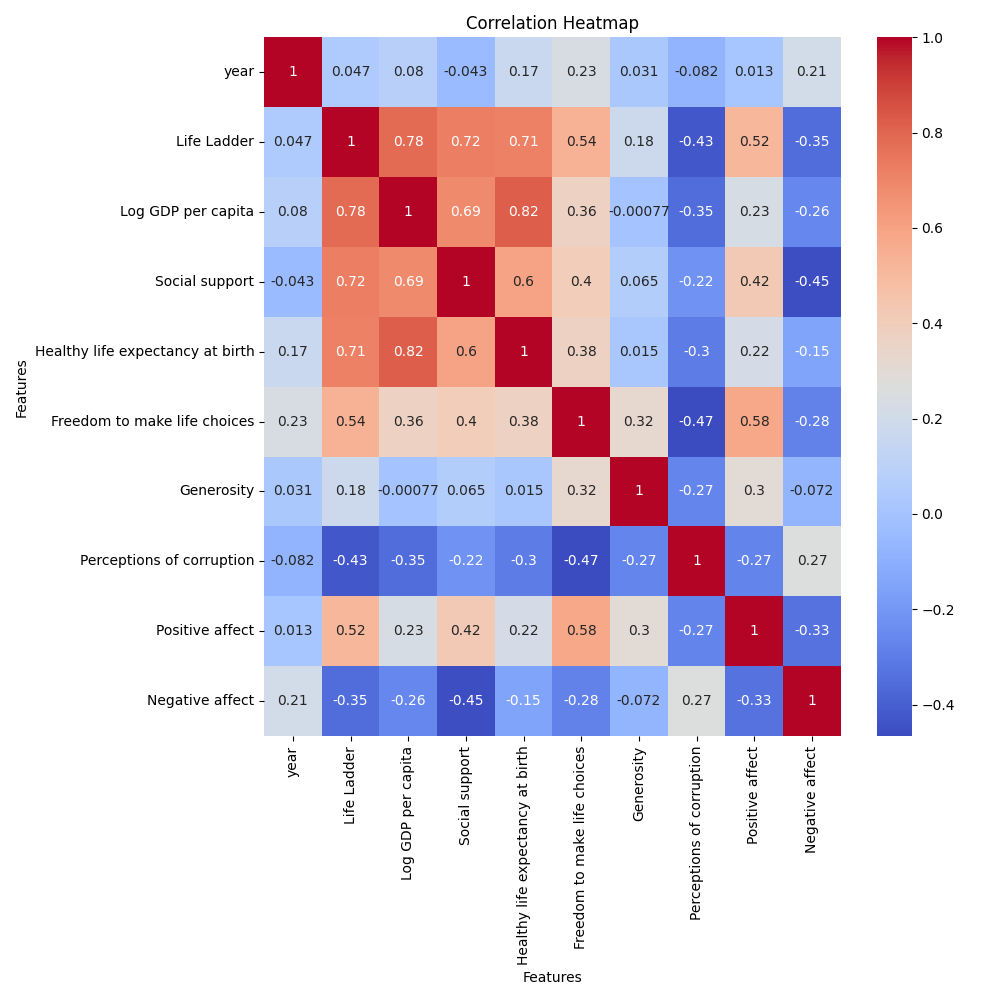 Correlation Heatmap
year 1 0.047 0.08 -0.043 0.17 0.23 0.031 -0.082 0.013 0.21
Life Ladder 0.047 1 0.78 0.72 0.71 0.54 0.18 -0.43 0.52 -0.35
Log GDP per capita 0.08 0.78 1 0.69 0.82 0.36 -0.00077 -0.35 0.23 -0.26
Social support -0.043 0.72 0.69 1 0.6 0.4 0.065 -0.22 0.42 -0.45
Healthy life expectancy at birth 0.17 0.71 0.82 0.6 1 0.38 0.015 -0.3 0.22 -0.15
Freedom to make life choices 0.23 0.54 0.36 0.4 0.38 1 0.32 -0.47 0.58 -0.28
Generosity 0.031 0.18 -0.00077 0.065 0.015 0.32 1 -0.27 0.3 -0.072
Perceptions of corruption -0.082 -0.43 -0.35 -0.22 -0.3 -0.47 -0.27 1 -0.27 0.27
Positive affect 0.013 0.52 0.23 0.42 0.22 0.58 0.3 -0.27 1 -0.33
Negative affect 0.21 -0.35 -0.26 -0.45 -0.15 -0.28 -0.072 0.27 -0.33 1
Features
year
Life Ladder
Log GDP per capita
Social support
Healthy life expectancy at birth
Freedom to make life choices
Generosity
Perceptions of corruption
Positive affect
Negative affect
Features
1.0
0.8
0.6
0.4
0.2
0.0
−0.2
−0.4